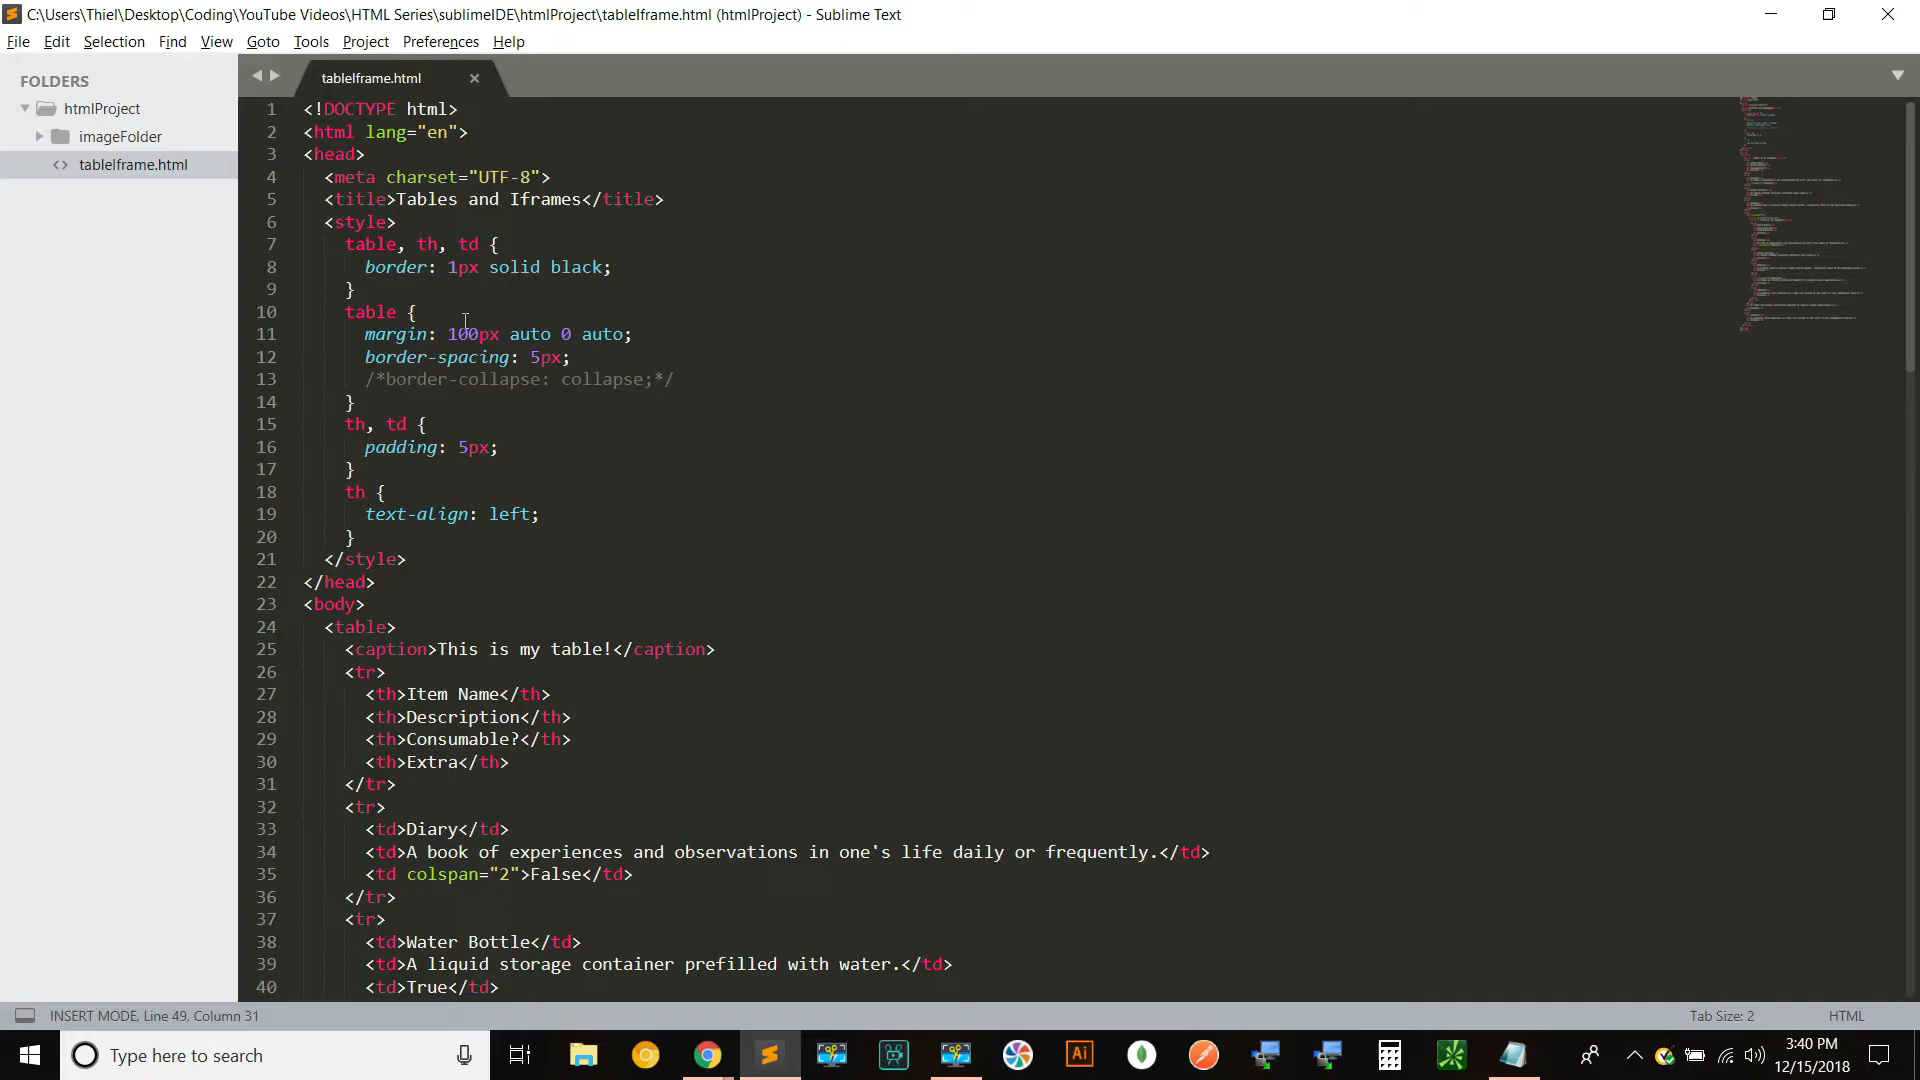 C:\Users\Thiel\Desktop\Coding\YouTube Videos\HTML Series\sublimeIDE\htmlProject\tableIframe.html (htmlProject) - Sublime Text
File Edit Selection Find View Goto Tools Project Preferences Help
FOLDERS
htmlProject
imageFolder
tableIframe.html
tableIframe.html
1 <!DOCTYPE html>
2 <html lang="en">
3 <head>
4 <meta charset="UTF-8">
5 <title>Tables and Iframes</title>
6 <style>
7 table, th, td {
8 border: 1px solid black;
9 }
10 table {
11 margin: 100px auto 0 auto;
12 border-spacing: 5px;
13 /*border-collapse: collapse;*/
14 }
15 th, td {
16 padding: 5px;
17 }
18 th {
19 text-align: left;
20 }
21 </style>
22 </head>
23 <body>
24 <table>
25 <caption>This is my table!</caption>
26 <tr>
27 <th>Item Name</th>
28 <th>Description</th>
29 <th>Consumable?</th>
30 <th>Extra</th>
31 </tr>
32 <tr>
33 <td>Diary</td>
34 <td>A book of experiences and observations in one's life daily or frequently.</td>
35 <td colspan="2">False</td>
36 </tr>
37 <tr>
38 <td>Water Bottle</td>
39 <td>A liquid storage container prefilled with water.</td>
40 <td>True</td>
INSERT MODE, Line 49, Column 31
Tab Size: 2
HTML
Type here to search
Ai
3:40 PM
12/15/2018